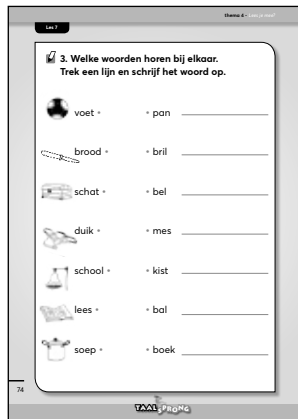 thema 4 -
Les 7
3. Welke woorden horen bij elkaar.
Trek een lijn en schrijf het woord op.
voet • • pan
brood • • bril
schat • • bel
duik • • mes
school • • kist
lees • • bal
soep • • boek
74
TAALSPRONG